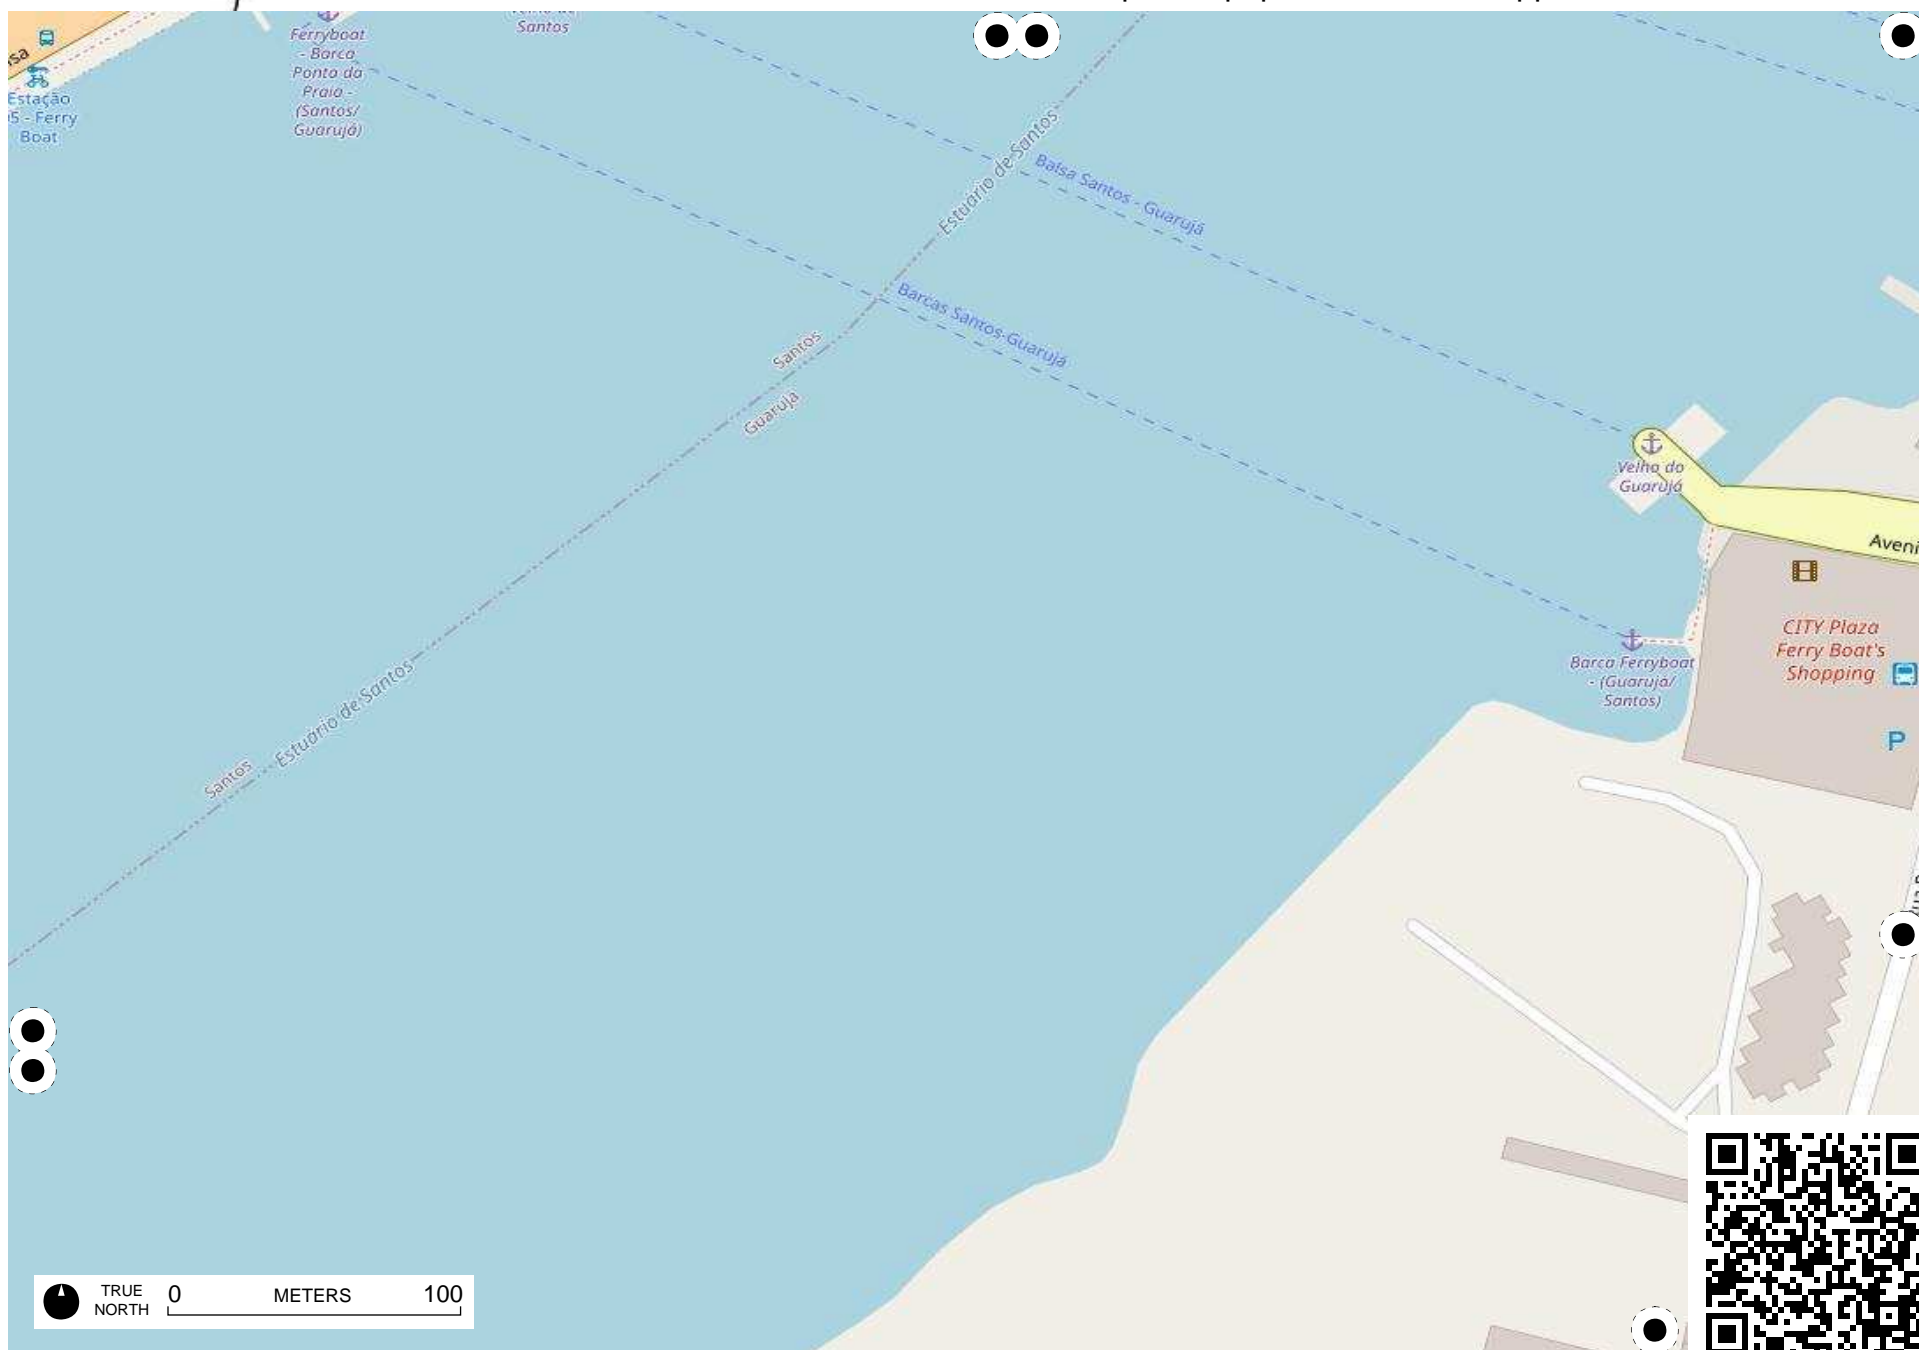 Ferryboat
- Barca
Ponta da
Praia -
(Santos/
Guarujá)
Santos
Estação
- Ferry
Boat
Estuário de Santos
Balsa Santos - Guarujá
Barcas Santos-Guarujá
Santos
Guarujá
Velho do
Guarujá
Aveni
CITY Plaza
Ferry Boat's
Shopping
Barca Ferryboat
- (Guarujá/
Santos)
P
Estuário de Santos
Santos
TRUE
NORTH
0 METERS 100